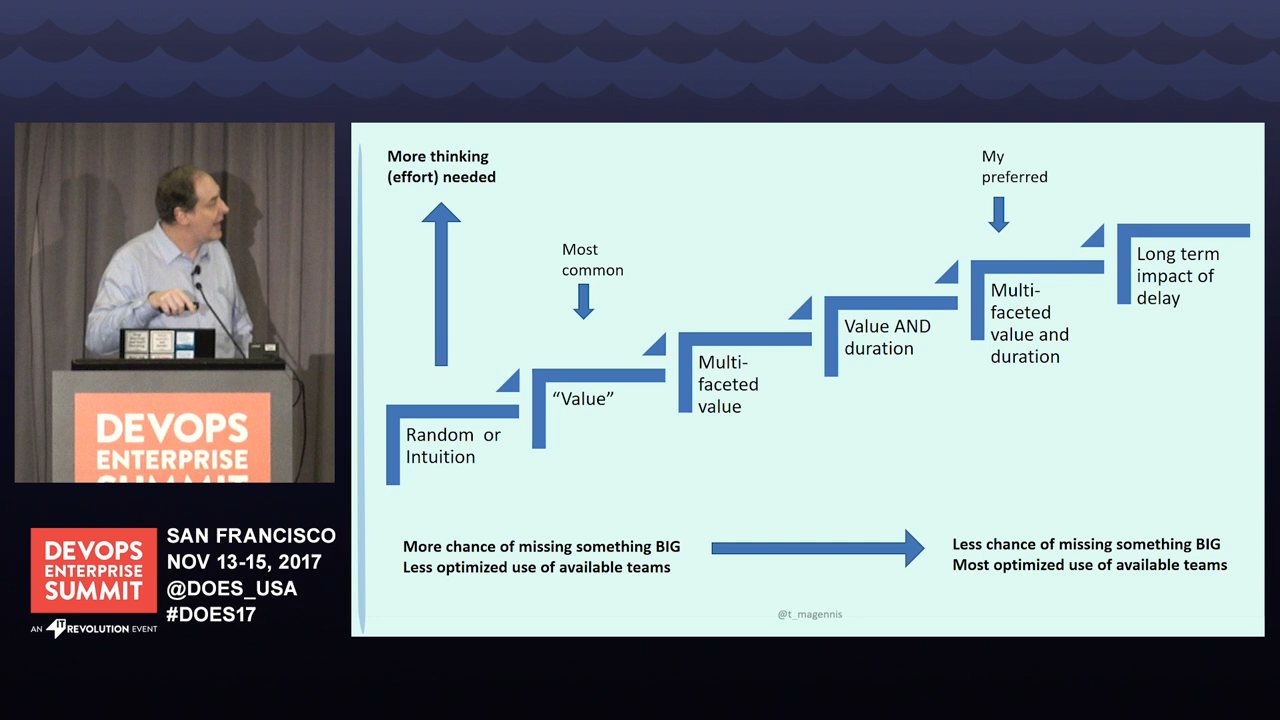 More thinking
(effort) needed
My
preferred
Most
common
Long term
impact of
delay
Multi-
faceted
value and
duration
Value AND
duration
Multi-
faceted
value
“Value”
Random or
Intuition
More chance of missing something BIG
Less optimized use of available teams
Less chance of missing something BIG
Most optimized use of available teams
@t_magennis
DEVOPS
ENTERPRISE
SUMMIT
DEVOPS
ENTERPRISE
SUMMIT
AN IT REVOLUTION EVENT
SAN FRANCISCO
NOV 13-15, 2017
@DOES_USA
#DOES17